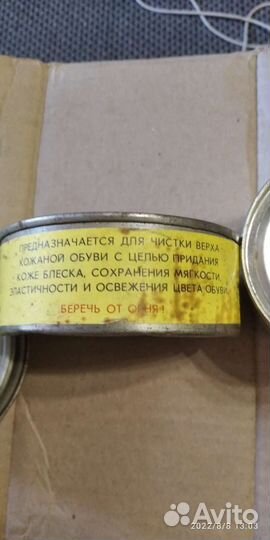 ПРЕДНАЗНАЧАЕТСЯ ДЛЯ ЧИСТКИ ВЕРХА
КОЖАНОЙ ОБУВИ С ЦЕЛЬЮ ПРИДАНИЯ
КОЖЕ БЛЕСКА, СОХРАНЕНИЯ МЯГКОСТИ,
ЭЛАСТИЧНОСТИ И ОСВЕЖЕНИЯ ЦВЕТА ОБУВИ.
БЕРЕЧЬ ОТ ОГНЯ!
2022/8/8 13:03
Avito